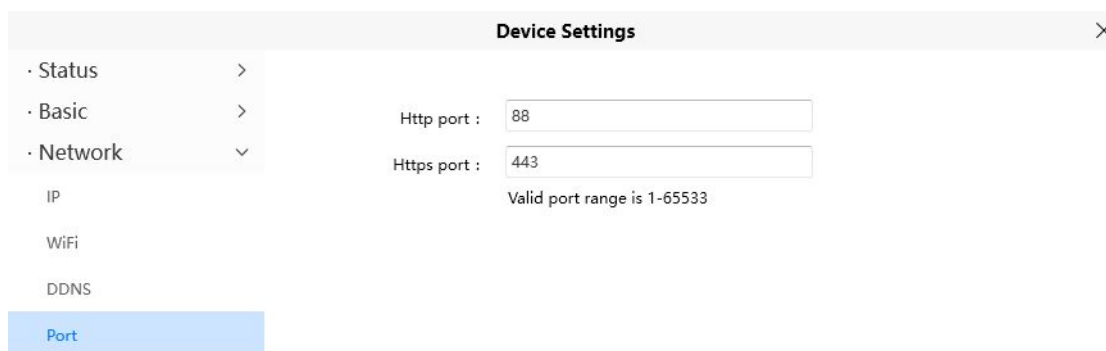 Device Settings
· Status
· Basic
· Network
IP
WiFi
DDNS
Port
Http port :
88
Https port :
443
Valid port range is 1-65533